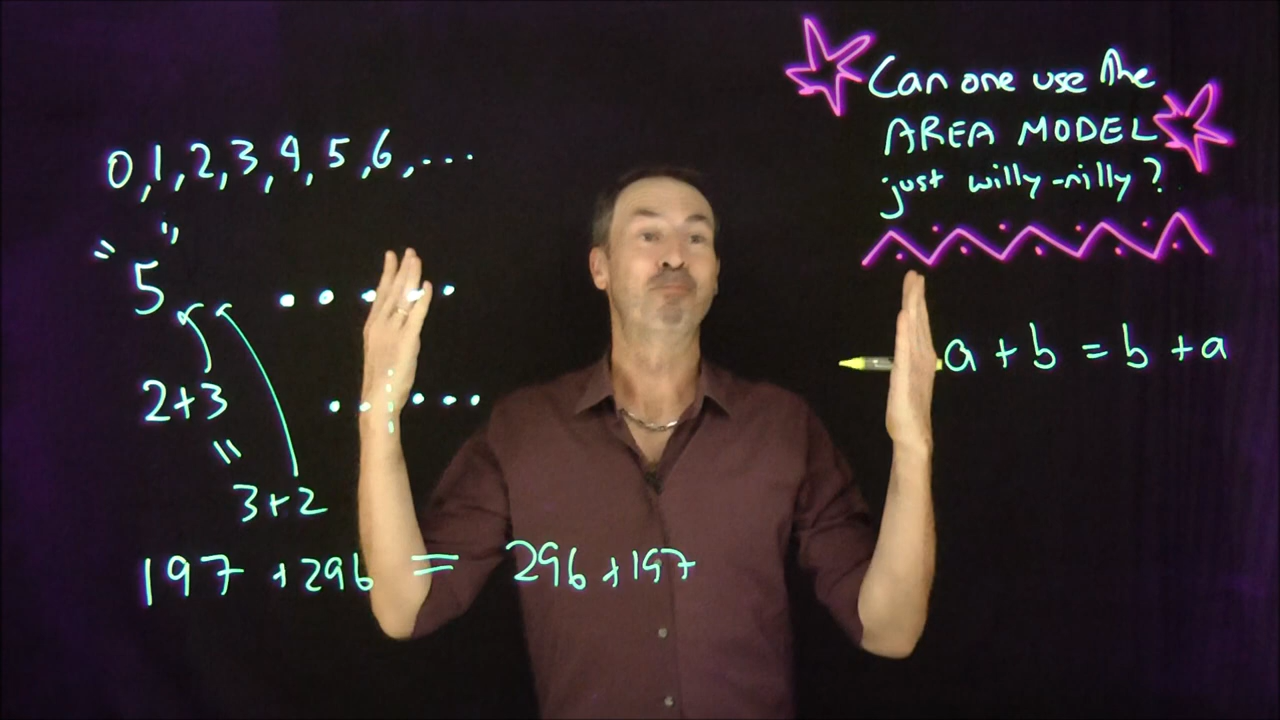 0, 1, 2, 3, 4, 5, 6, ...
"5"
2+3
"
3+2
197 +296 = 296 +197
Can one use the
AREA MODEL
just willy-nilly?
a + b = b + a